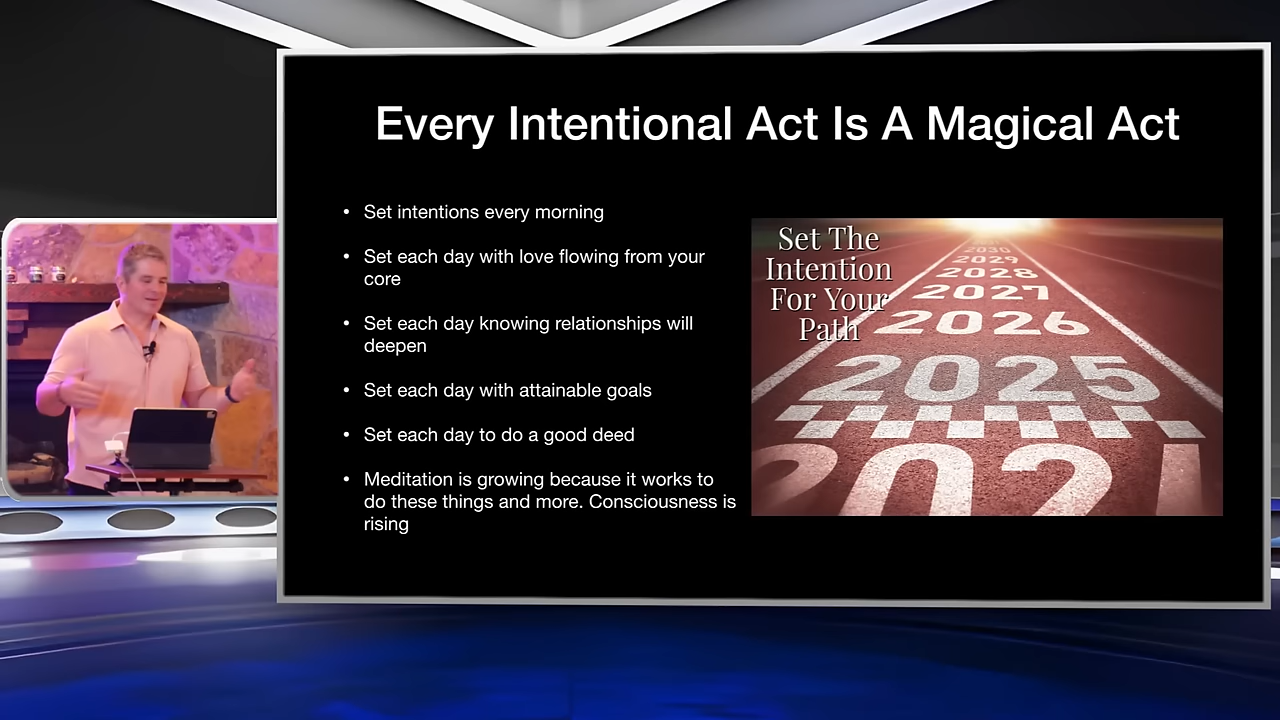 Every Intentional Act Is A Magical Act
• Set intentions every morning
• Set each day with love flowing from your
core
• Set each day knowing relationships will
deepen
• Set each day with attainable goals
• Set each day to do a good deed
• Meditation is growing because it works to
do these things and more. Consciousness is
rising
Set The
Intention
For Your
Path
2030
2029
2028
2027
2026
2025